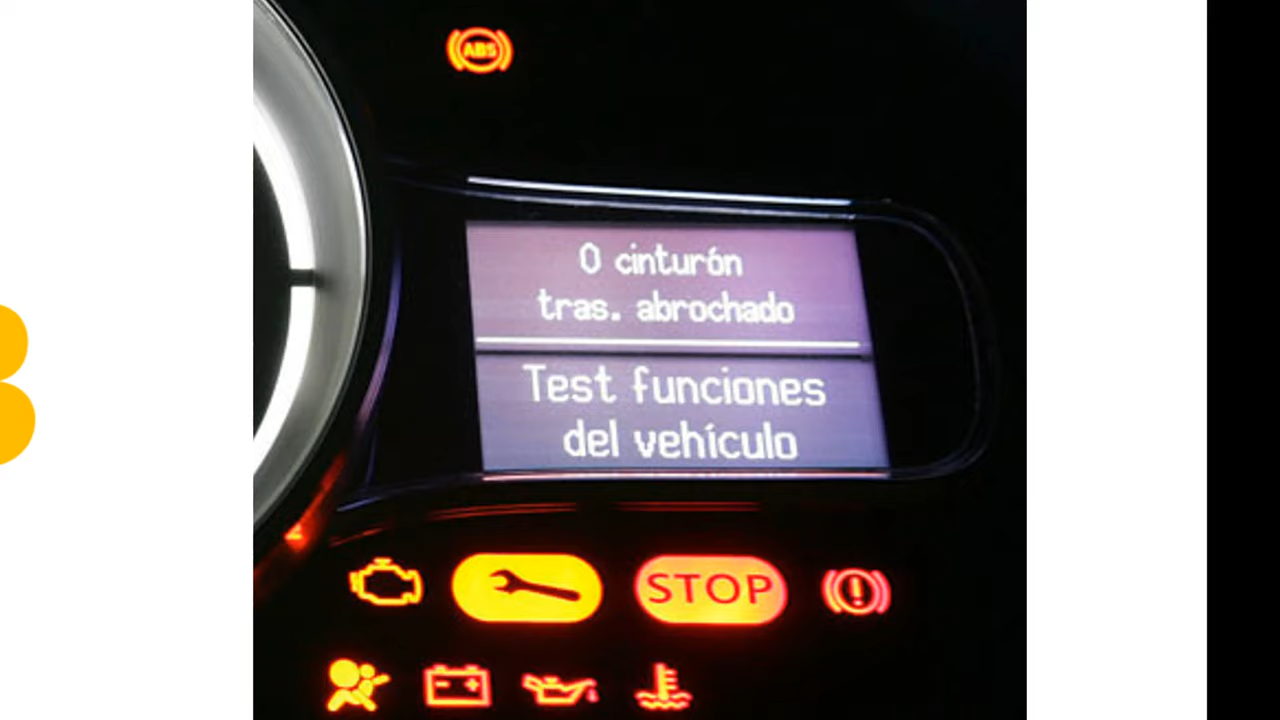 ABS
0 cinturón
tras. abrochado
Test funciones
del vehículo
STOP